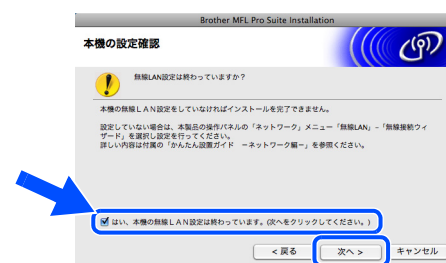 Brother MFL Pro Suite Installation
本機の設定確認
無線LAN設定は終わっていますか？
本機の無線ＬＡＮ設定をしていなければインストールを完了できません。
設定していない場合は、本製品の操作パネルの「ネットワーク」メニュー「無線LAN」-「無線接続ウィ
ザード」を選択し設定を行ってください。
詳しい内容は付属の「かんたん設置ガイド －ネットワーク編－」を参照ください。
はい、本機の無線ＬＡＮ設定は終わっています。(次へをクリックしてください。)
< 戻る
次へ >
キャンセル